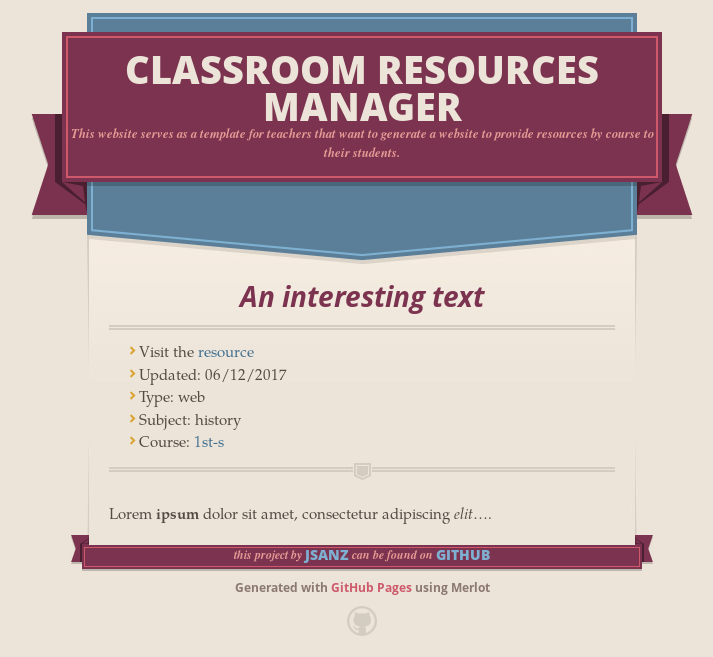 CLASSROOM RESOURCES
MANAGER
This website serves as a template for teachers that want to generate a website to provide resources by course to
their students.
An interesting text
Visit the resource
Updated: 06/12/2017
Type: web
Subject: history
Course: 1st-s
Lorem ipsum dolor sit amet, consectetur adipiscing elit….
this project by JSANZ can be found on GITHUB
Generated with GitHub Pages using Merlot